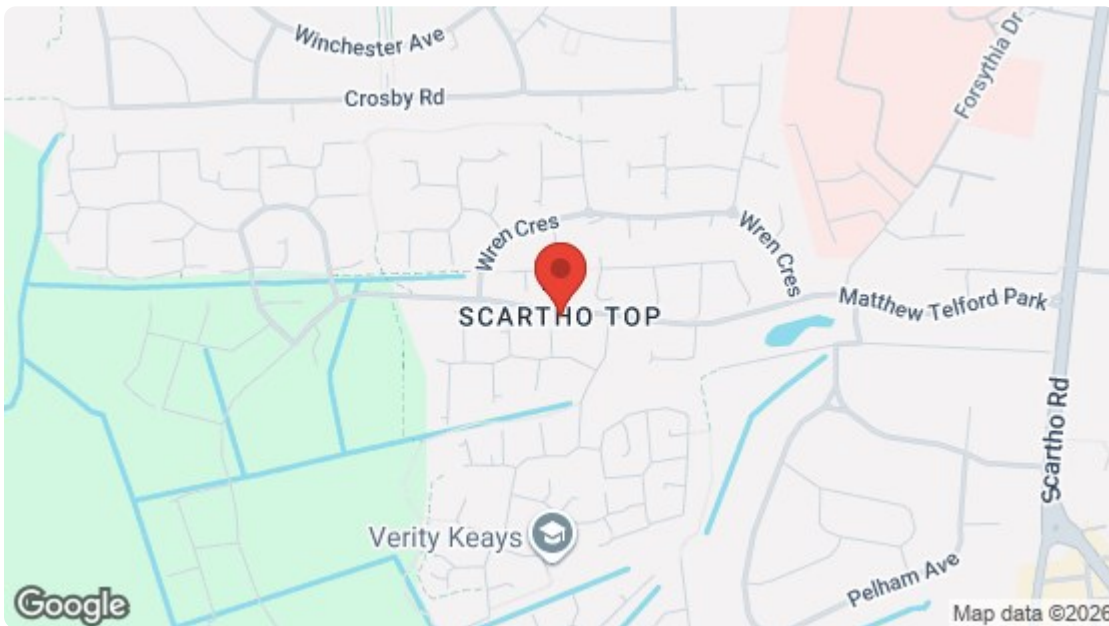 Winchester Ave
Crosby Rd
Forsythia Dr
Wren Cres
Wren Cres
Matthew Telford Park
SCARTHO TOP
Scartho Rd
Verity Keays
Pelham Ave
Google
Map data ©2026